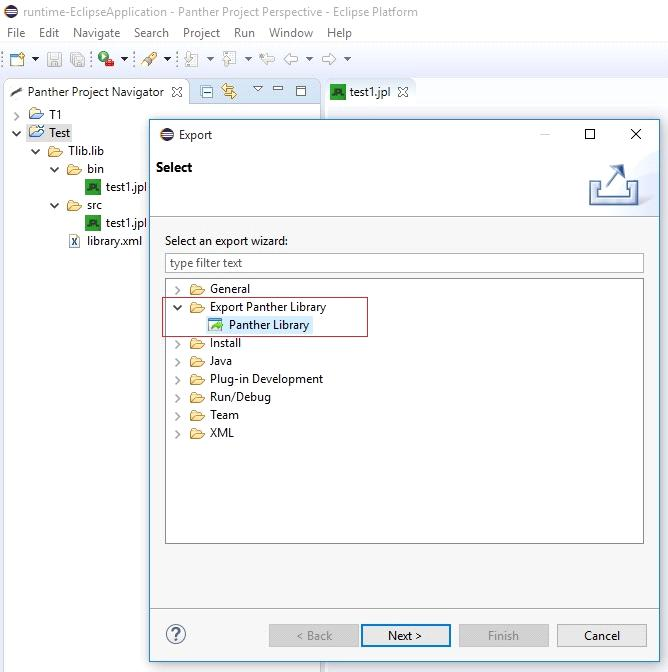 runtime-EclipseApplication - Panther Project Perspective - Eclipse Platform
File Edit Navigate Search Project Run Window Help
Panther Project Navigator
JPL test1.jpl
T1
Test
Tlib.lib
bin
JPL test1.jpl
src
JPL test1.jpl
X library.xml
Export
Select
Select an export wizard:
type filter text
General
Export Panther Library
Panther Library
Install
Java
Plug-in Development
Run/Debug
Team
XML
?
< Back Next > Finish Cancel